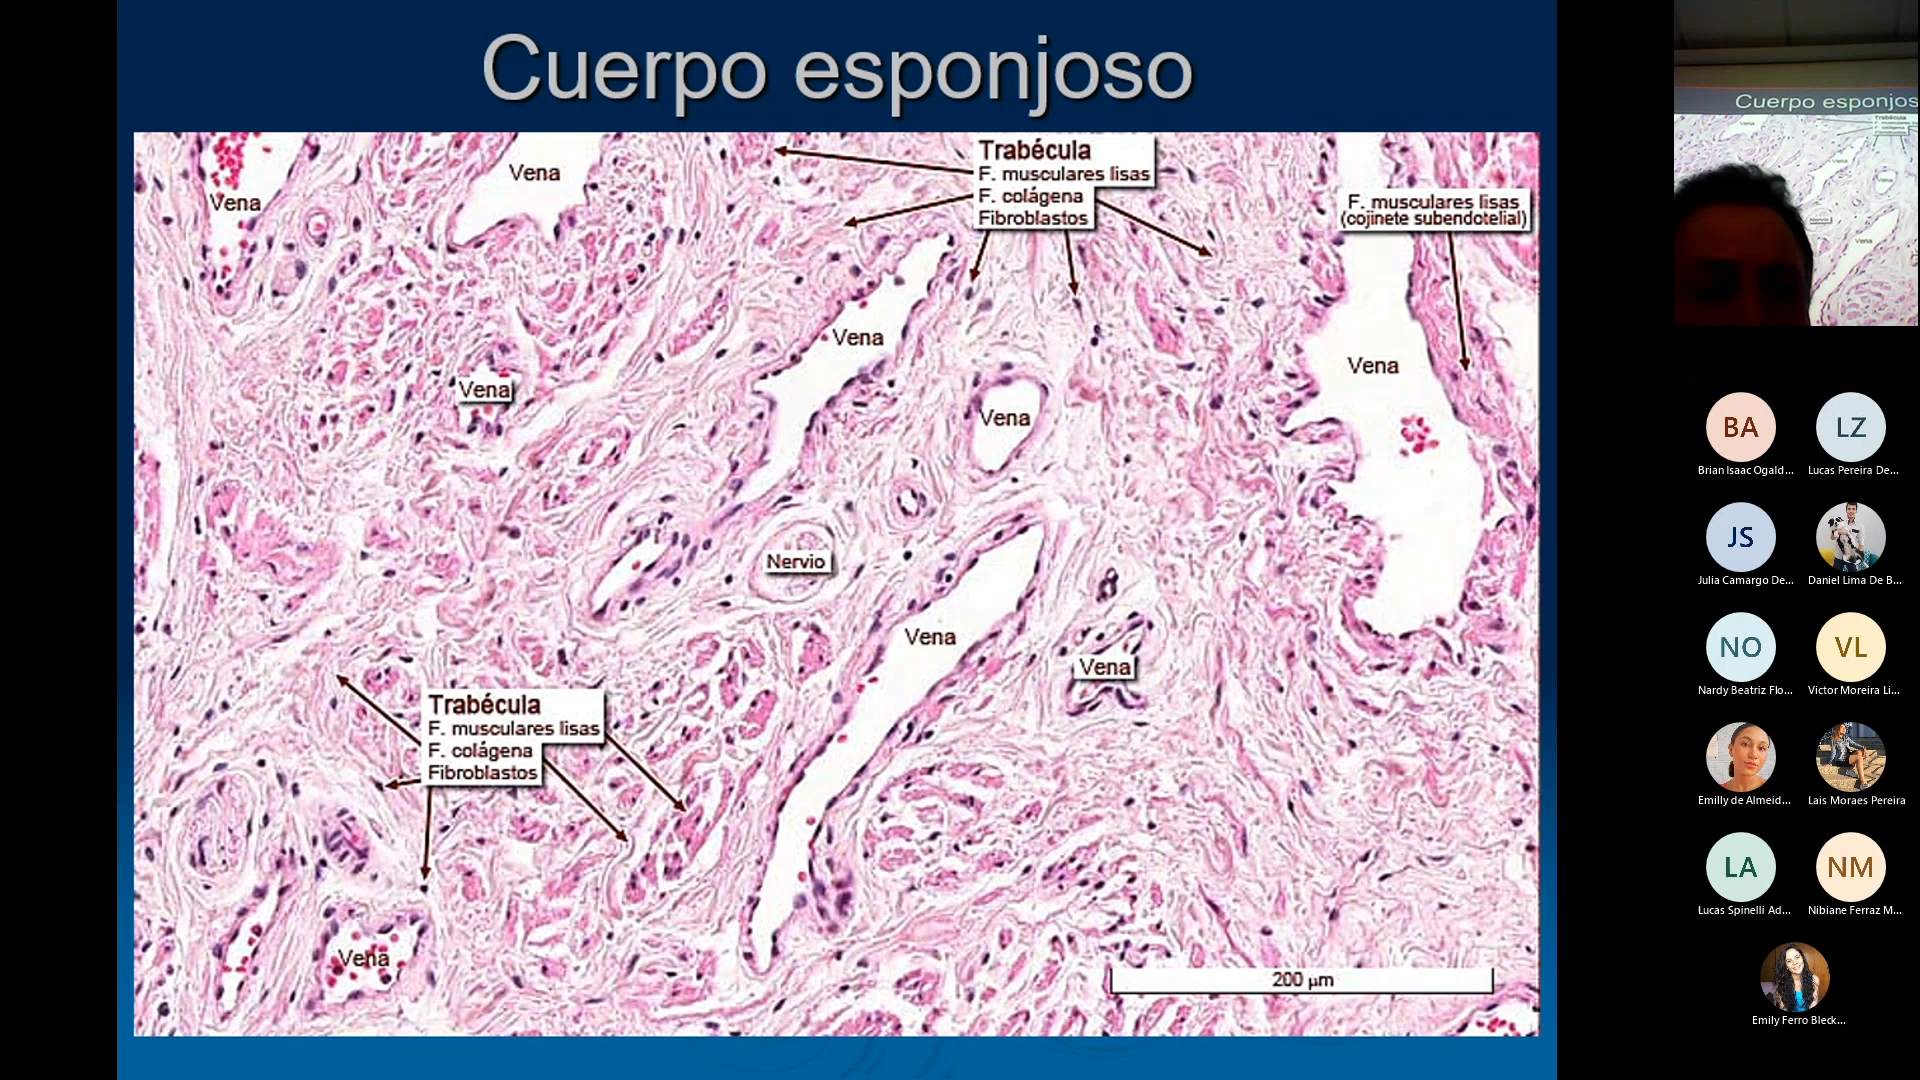 Cuerpo esponjoso
Trabécula
F. musculares lisas
F. colágena
Fibroblastos
Vena
Vena
F. musculares lisas
(cojinete subendotelial)
Vena
Vena
Vena
Vena
Nervio
Vena
Vena
Trabécula
F. musculares lisas
F. colágena
Fibroblastos
Vena
200 µm
Cuerpo esponjos
BA
Brian Isaac Ogald...
LZ
Lucas Pereira De...
JS
Julia Camargo De...
Daniel Lima De B...
NO
Nardy Beatriz Flo...
VL
Victor Moreira Li...
Emilly de Almeid...
Lais Moraes Pereira
LA
Lucas Spinelli Ad...
NM
Nibiane Ferraz M...
Emily Ferro Bleck...